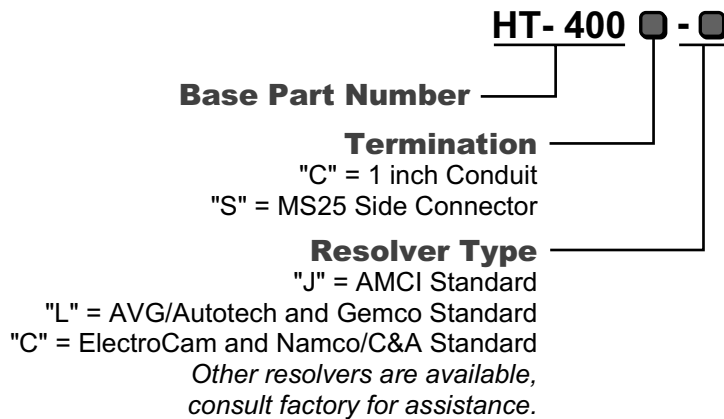 HT- 400 -
Base Part Number
Termination
"C" = 1 inch Conduit
"S" = MS25 Side Connector
Resolver Type
"J" = AMCI Standard
"L" = AVG/Autotech and Gemco Standard
"C" = ElectroCam and Namco/C&A Standard
Other resolvers are available,
consult factory for assistance.